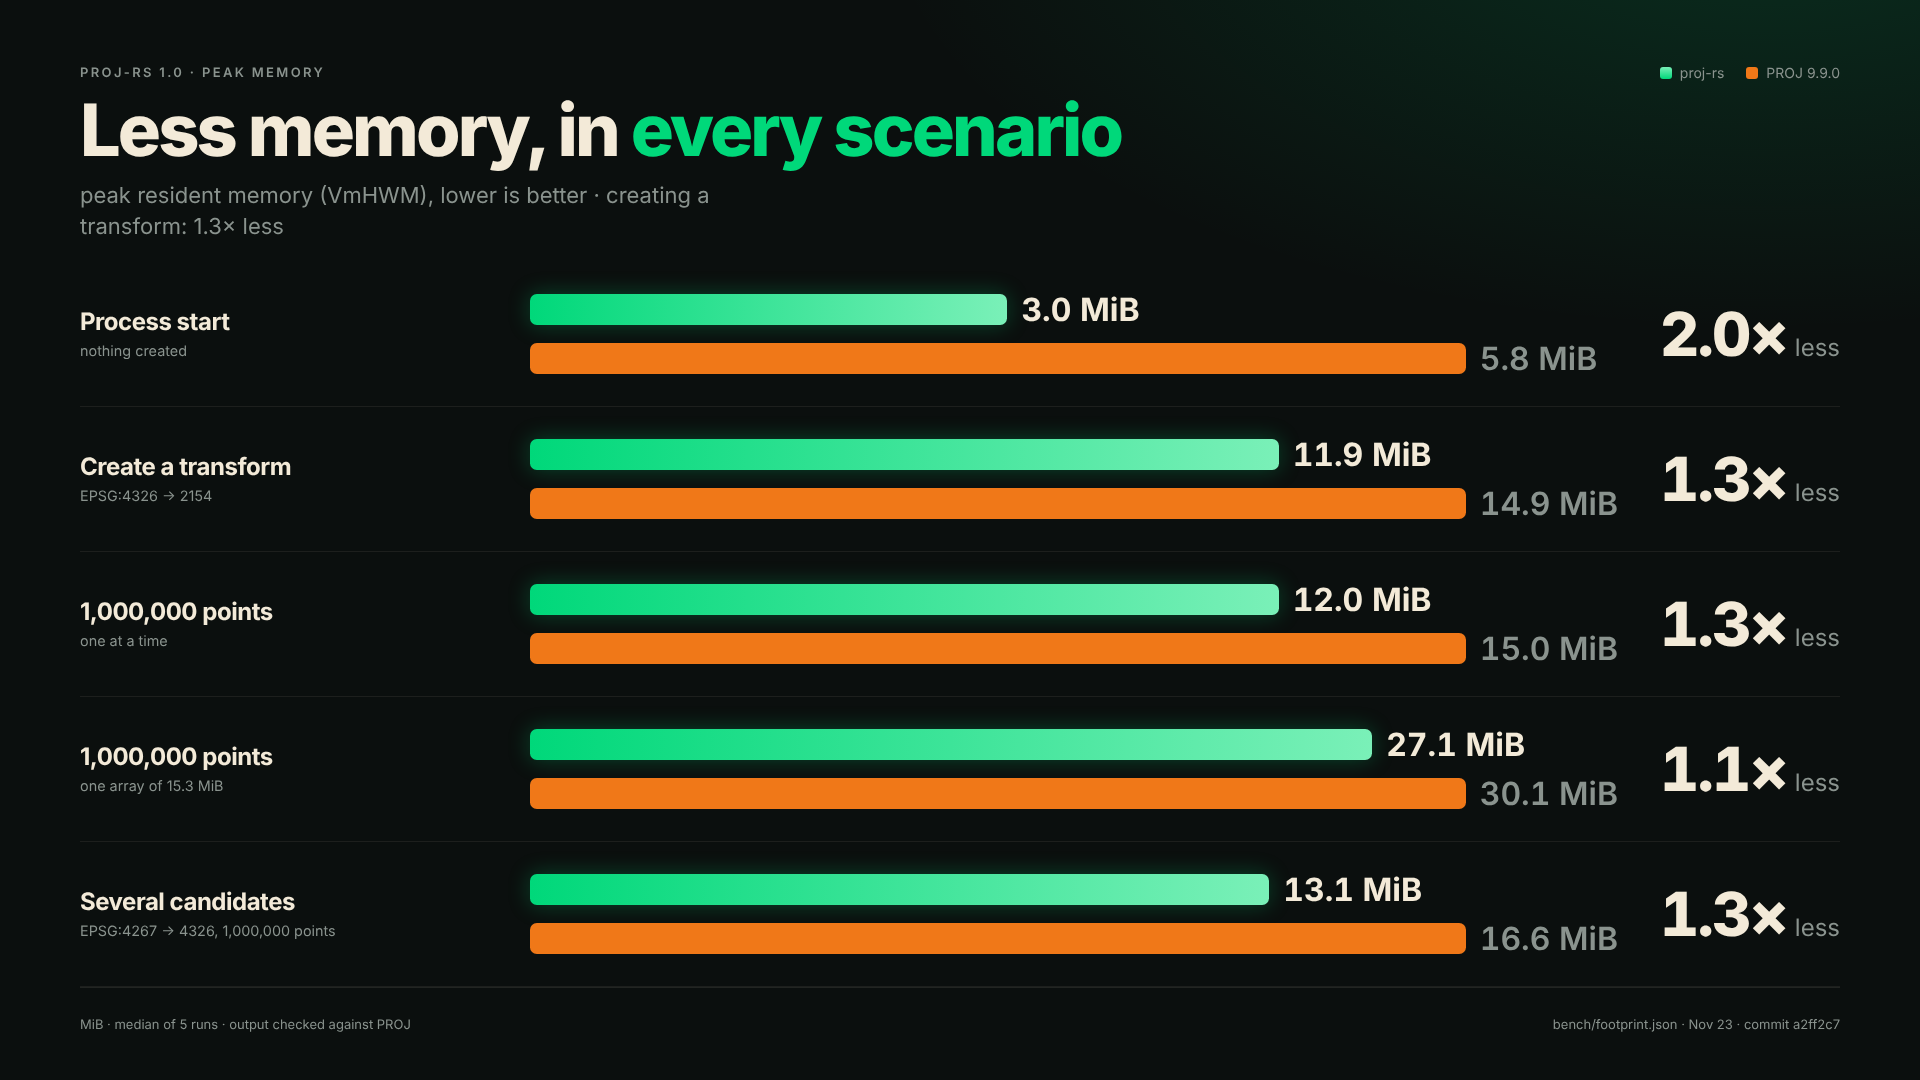 PROJ-RS 1.0 · PEAK MEMORY
proj-rs
PROJ 9.9.0
Less memory, in every scenario
peak resident memory (VmHWM), lower is better · creating a
transform: 1.3× less
Process start
nothing created
3.0 MiB
5.8 MiB
2.0× less
Create a transform
EPSG:4326 → 2154
11.9 MiB
14.9 MiB
1.3× less
1,000,000 points
one at a time
12.0 MiB
15.0 MiB
1.3× less
1,000,000 points
one array of 15.3 MiB
27.1 MiB
30.1 MiB
1.1× less
Several candidates
EPSG:4267 → 4326, 1,000,000 points
13.1 MiB
16.6 MiB
1.3× less
MiB · median of 5 runs · output checked against PROJ
bench/footprint.json · Nov 23 · commit a2ff2c7